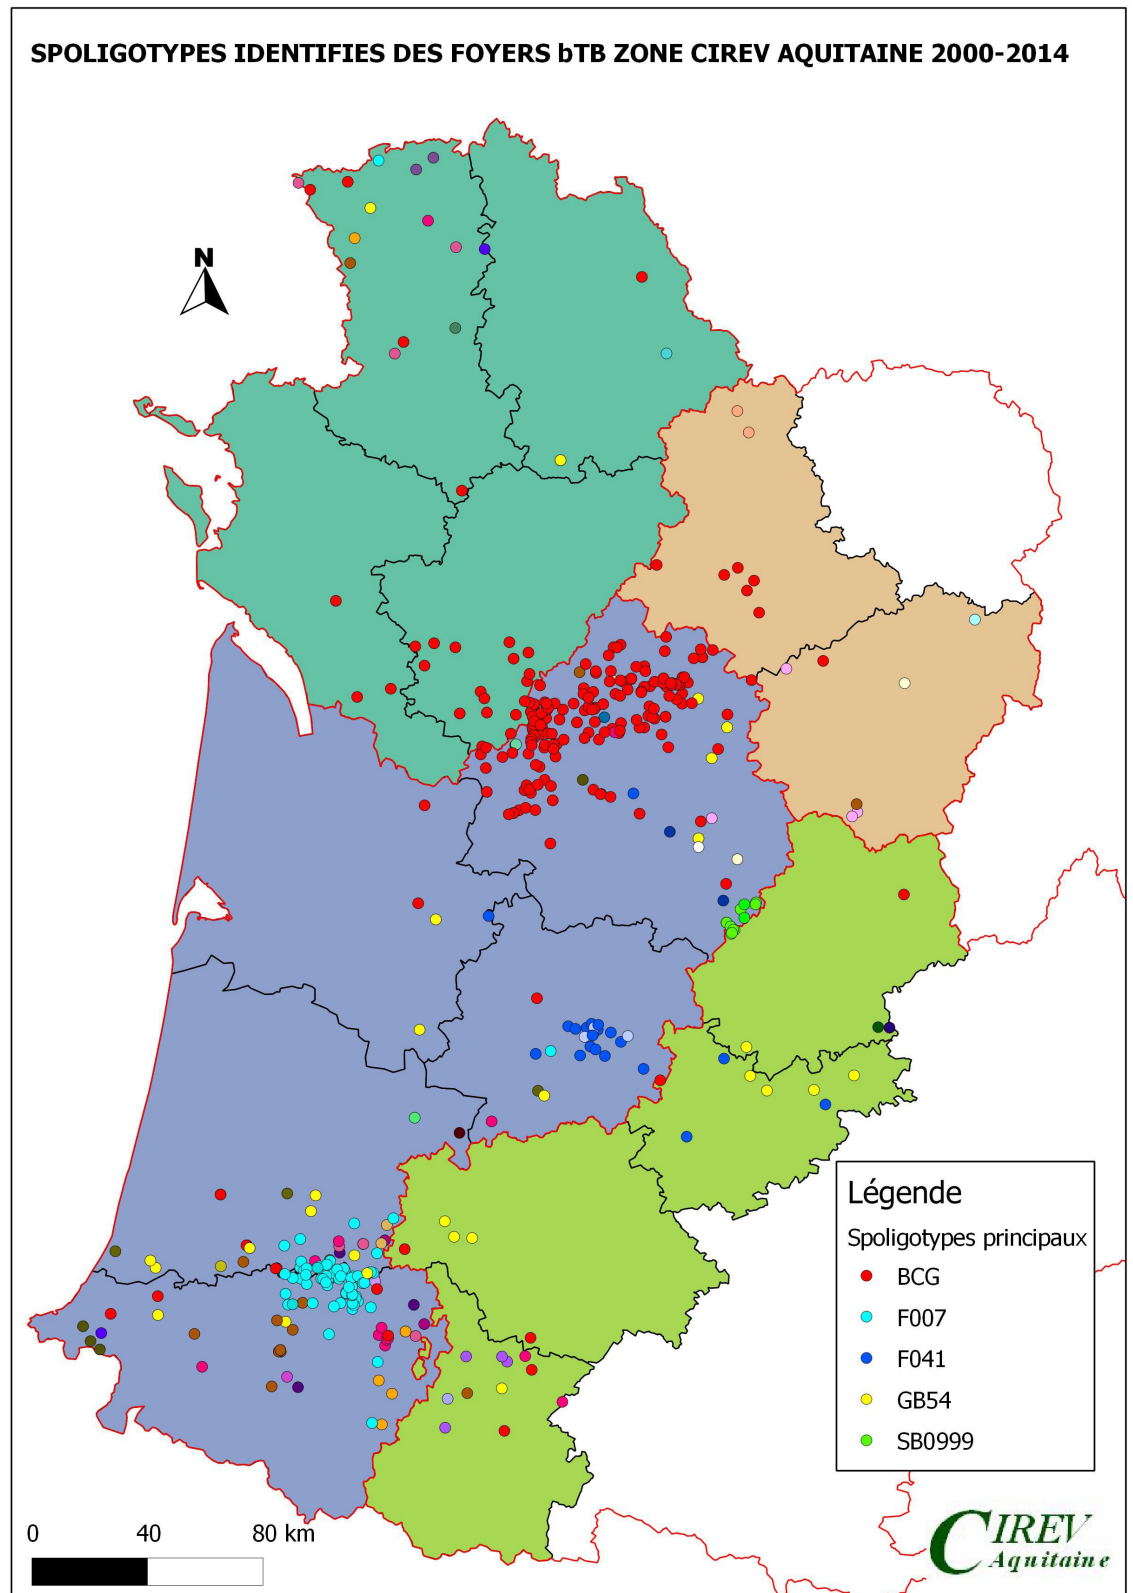 SPOLIGOTYPES IDENTIFIES DES FOYERS bTB ZONE CIREV AQUITAINE 2000-2014
N
Légende
Spoligotypes principaux
BCG
F007
F041
GB54
SB0999
0 40 80 km
CIREV
Aquitaine